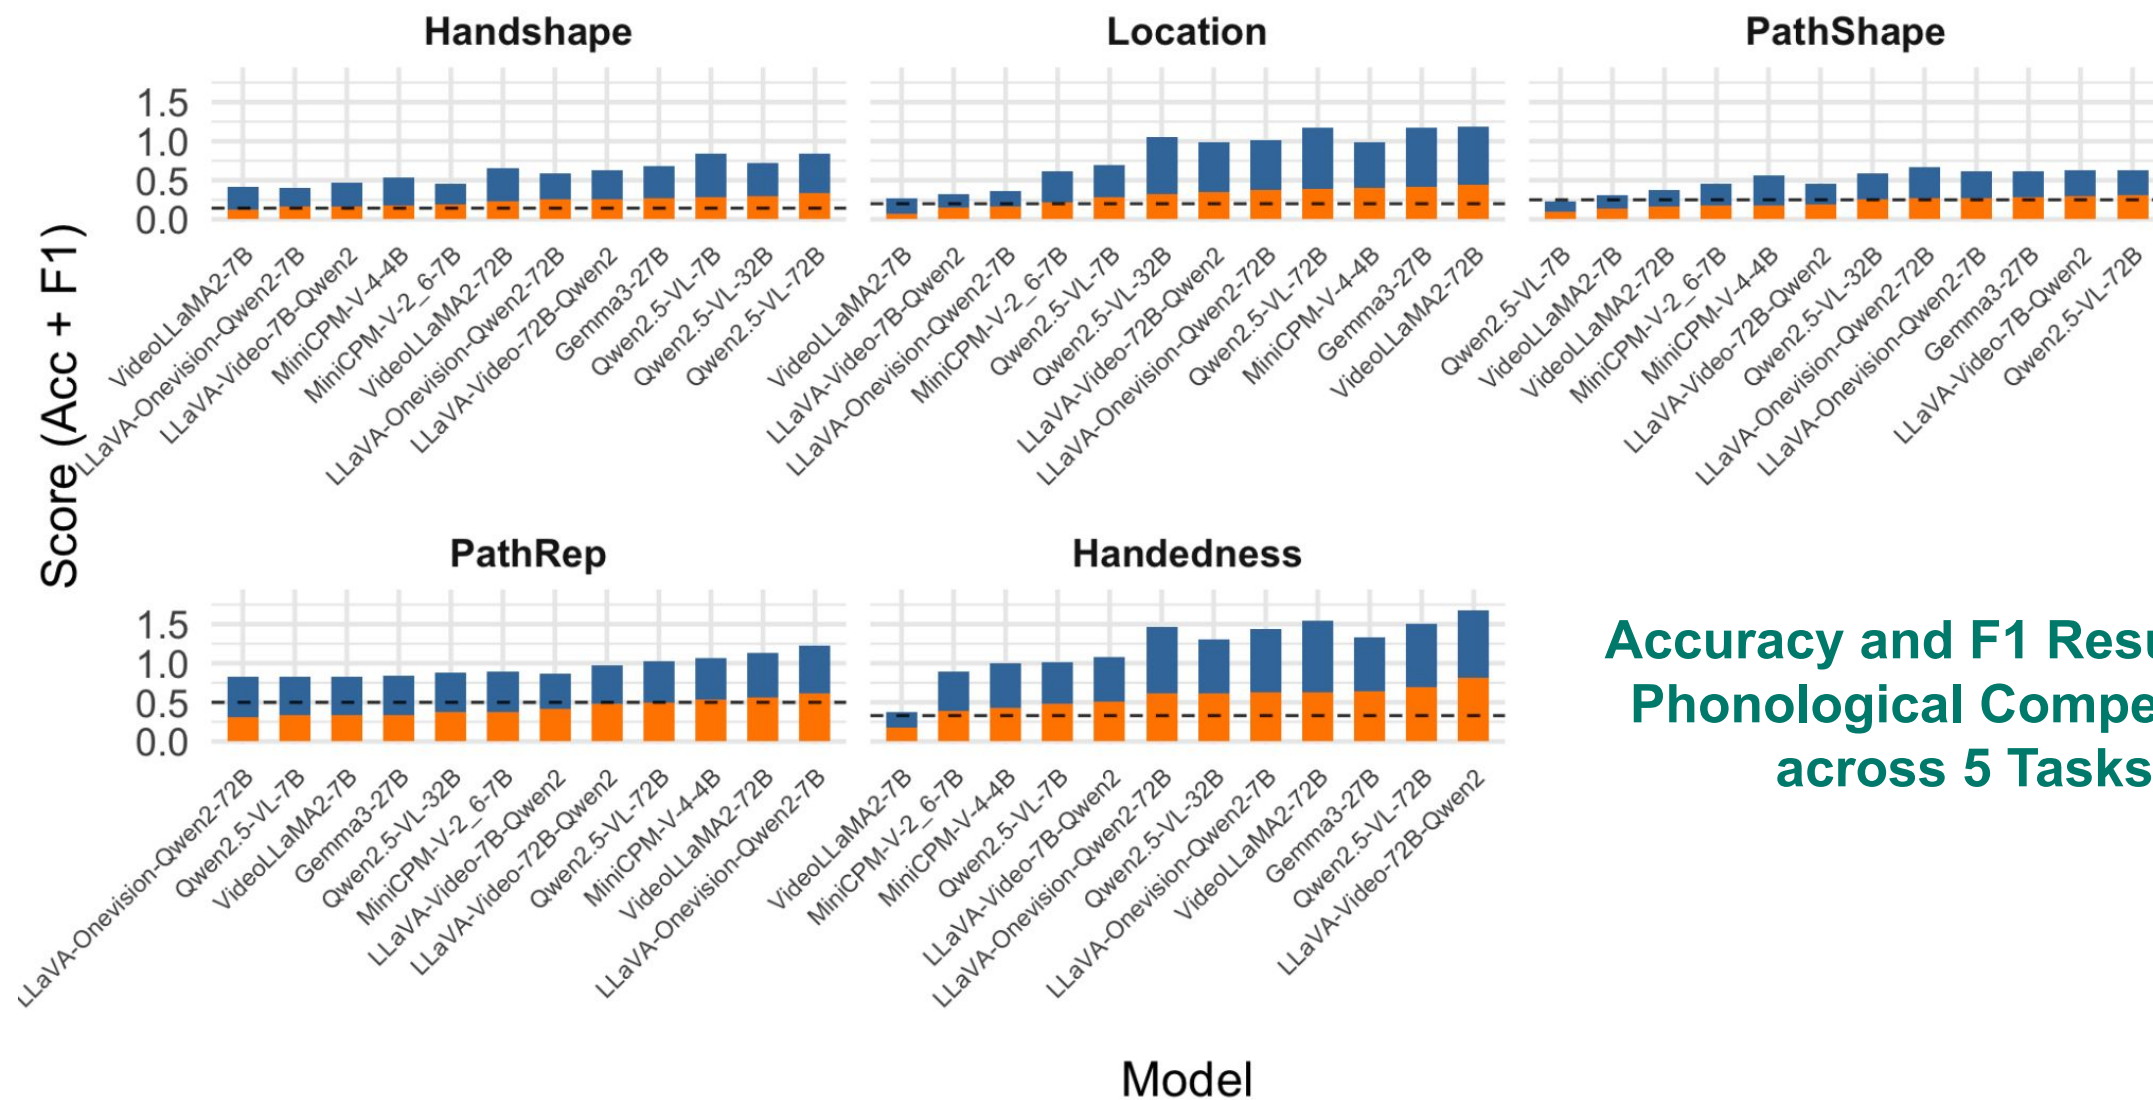 Handshape
Location
PathShape
Score (Acc + F1)
1.5
1.0
0.5
0.0
VideoLLaMA2-7B
LLaVA-Onevision-Qwen2-7B
LLaVA-Video-7B-Qwen2
MiniCPM-V-4-4B
MiniCPM-V-2_6-7B
VideoLLaMA2-72B
LLaVA-Onevision-Qwen2-72B
LLaVA-Video-72B-Qwen2
Gemma3-27B
Qwen2.5-VL-7B
Qwen2.5-VL-32B
Qwen2.5-VL-72B
VideoLLaMA2-7B
LLaVA-Video-7B-Qwen2
LLaVA-Onevision-Qwen2-7B
MiniCPM-V-2_6-7B
Qwen2.5-VL-7B
Qwen2.5-VL-32B
LLaVA-Video-72B-Qwen2
LLaVA-Onevision-Qwen2-72B
Qwen2.5-VL-72B
MiniCPM-V-4-4B
Gemma3-27B
VideoLLaMA2-72B
Qwen2.5-VL-7B
VideoLLaMA2-7B
VideoLLaMA2-72B
MiniCPM-V-2_6-7B
MiniCPM-V-4-4B
LLaVA-Video-72B-Qwen2
Qwen2.5-VL-32B
LLaVA-Onevision-Qwen2-72B
LLaVA-Onevision-Qwen2-7B
Gemma3-27B
LLaVA-Video-7B-Qwen2
Qwen2.5-VL-72B
PathRep
Handedness
1.5
1.0
0.5
0.0
LLaVA-Onevision-Qwen2-72B
Qwen2.5-VL-7B
VideoLLaMA2-7B
Gemma3-27B
Qwen2.5-VL-32B
MiniCPM-V-2_6-7B
LLaVA-Video-7B-Qwen2
LLaVA-Video-72B-Qwen2
Qwen2.5-VL-72B
MiniCPM-V-4-4B
VideoLLaMA2-72B
LLaVA-Onevision-Qwen2-7B
VideoLLaMA2-7B
MiniCPM-V-2_6-7B
MiniCPM-V-4-4B
Qwen2.5-VL-7B
LLaVA-Video-7B-Qwen2
LLaVA-Onevision-Qwen2-72B
Qwen2.5-VL-32B
LLaVA-Onevision-Qwen2-7B
VideoLLaMA2-72B
Gemma3-27B
Qwen2.5-VL-72B
LLaVA-Video-72B-Qwen2
Accuracy and F1
Phonological
across 5 Tasks
Model